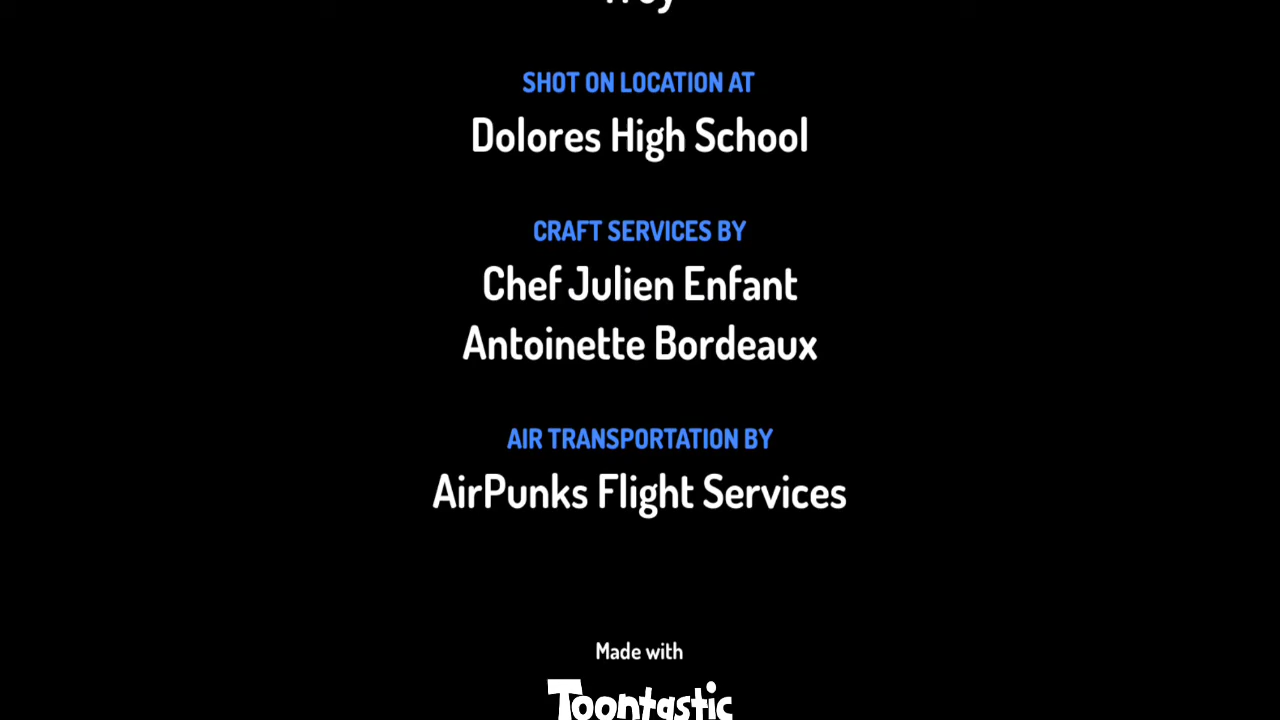 SHOT ON LOCATION AT
Dolores High School
CRAFT SERVICES BY
Chef Julien Enfant
Antoinette Bordeaux
AIR TRANSPORTATION BY
AirPunks Flight Services
Made with
Toontastic